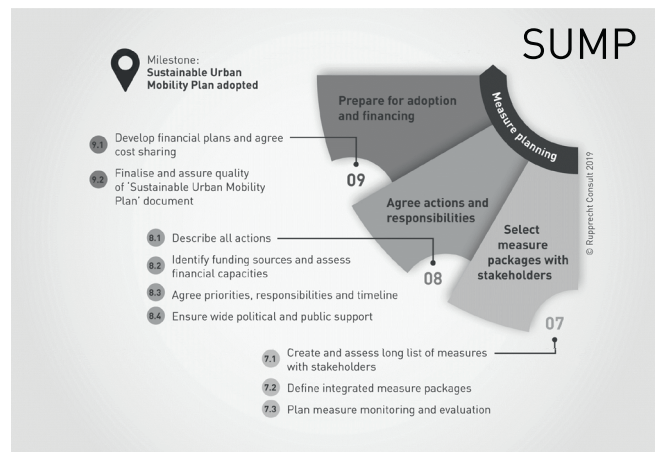 SUMP
Milestone:
Sustainable Urban
Mobility Plan adopted
Prepare for adoption
and financing
Measure planning
9.1 Develop financial plans and agree
cost sharing
9.2 Finalise and assure quality
of ‘Sustainable Urban Mobility
Plan’ document
09
Agree actions and
responsibilities
8.1 Describe all actions
8.2 Identify funding sources and assess
financial capacities
8.3 Agree priorities, responsibilities and timeline
8.4 Ensure wide political and public support
08
Select
measure
packages with
stakeholders
07
7.1 Create and assess long list of measures
with stakeholders
7.2 Define integrated measure packages
7.3 Plan measure monitoring and evaluation
© Rupprecht Consult 2019